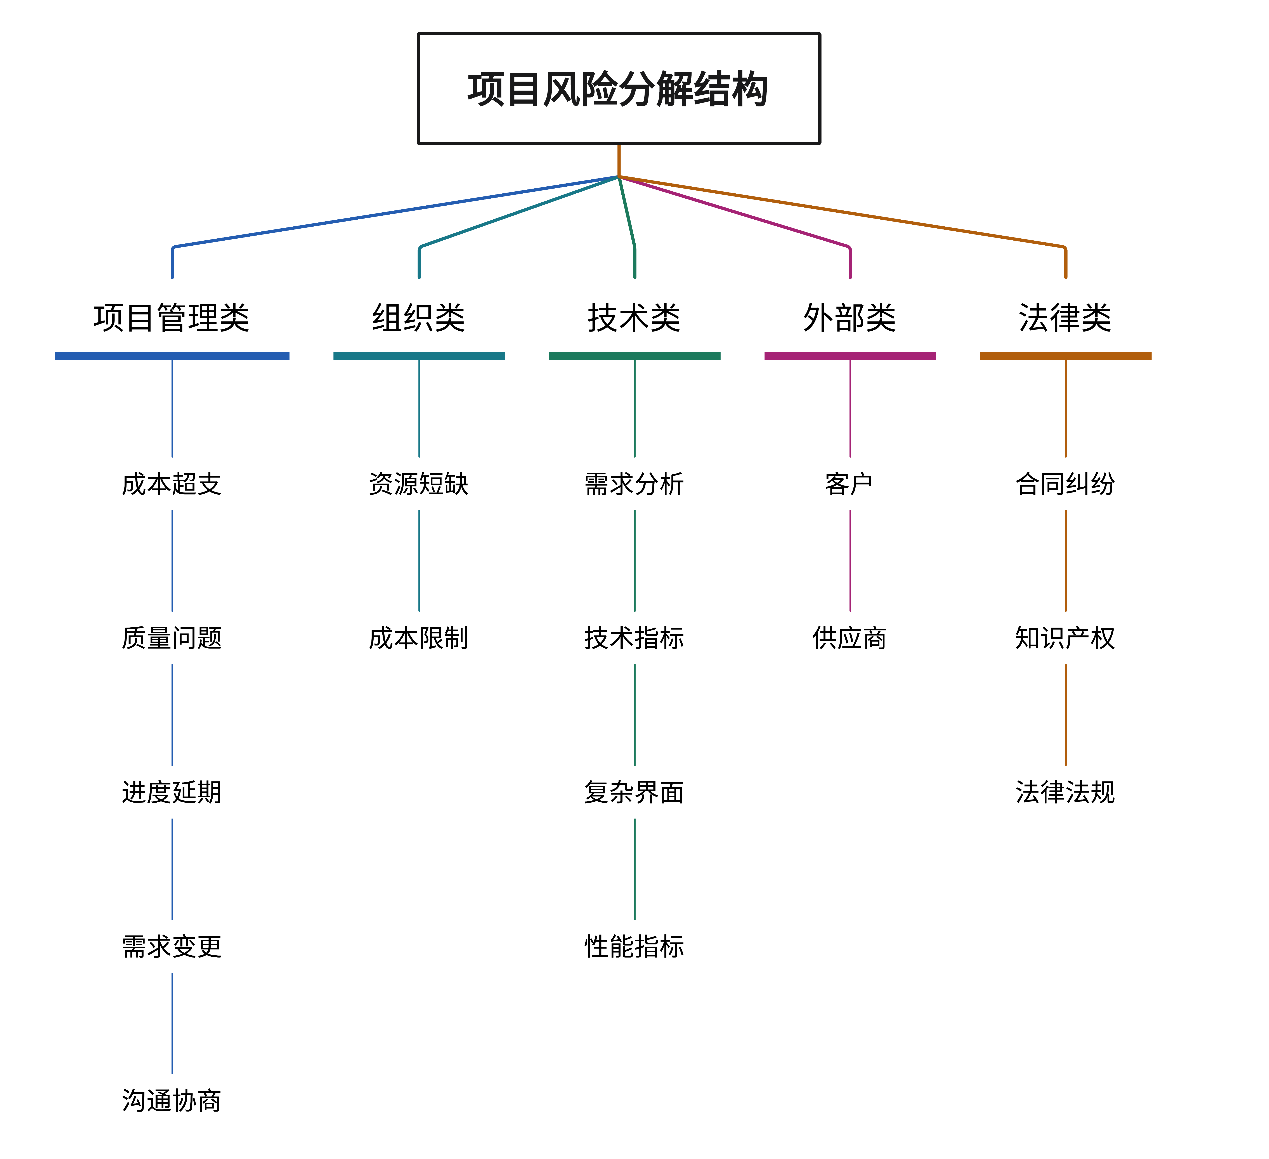 项目风险分解结构
项目管理类
组织类
技术类
外部类
法律类
成本超支
资源短缺
需求分析
客户
合同纠纷
质量问题
成本限制
技术指标
供应商
知识产权
进度延期
复杂界面
法律法规
需求变更
性能指标
沟通协商